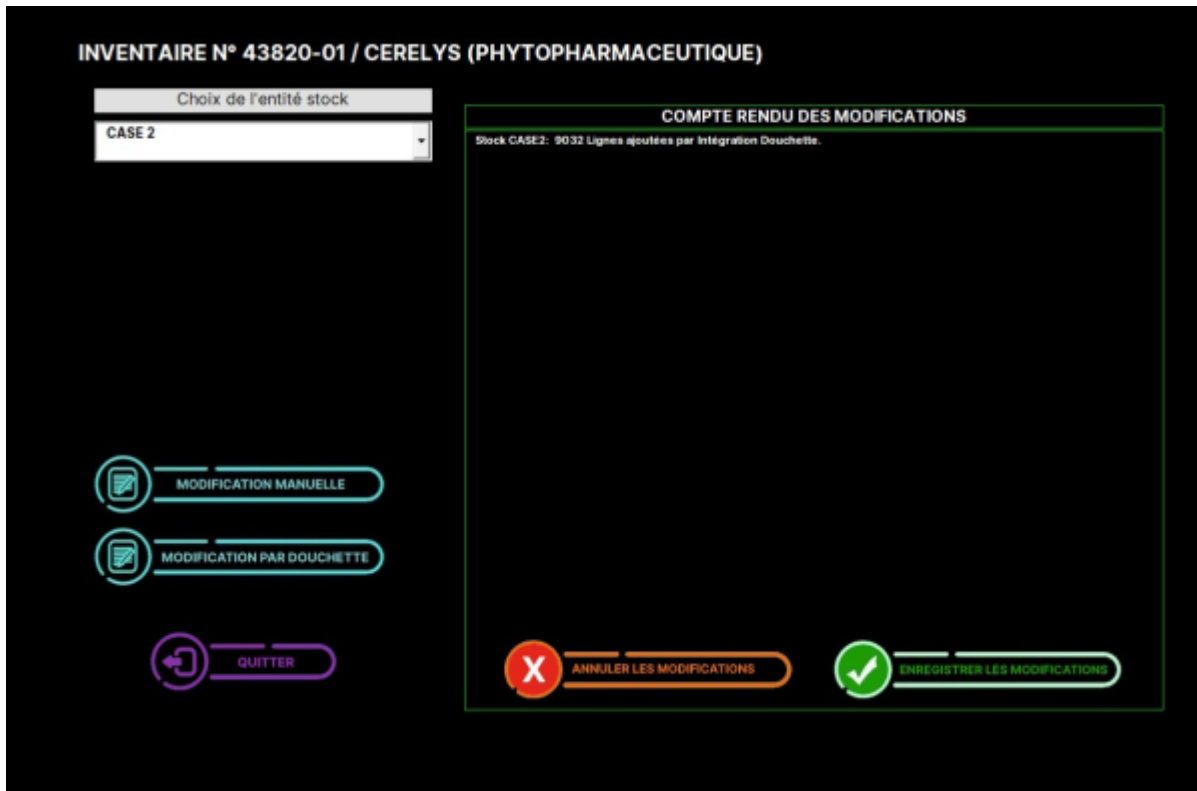 INVENTAIRE N° 43820-01 / CERELYS (PHYTOPHARMACEUTIQUE)
Choix de l'entité stock
CASE 2
COMPTE RENDU DES MODIFICATIONS
Stock CASE2: 9032 Lignes ajoutées par Intégration Douchette.
MODIFICATION MANUELLE
MODIFICATION PAR DOUCHETTE
QUITTER
X ANNULER LES MODIFICATIONS
ENREGISTRER LES MODIFICATIONS